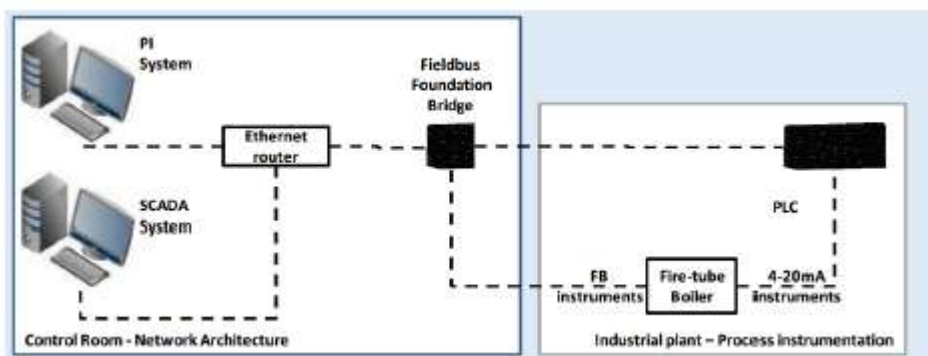 PI
System
Fieldbus
Foundation
Bridge
Ethernet
router
SCADA
System
PLC
FB
instruments
Fire-tube
Boiler
4-20mA
instruments
Control Room - Network Architecture
Industrial plant – Process instrumentation